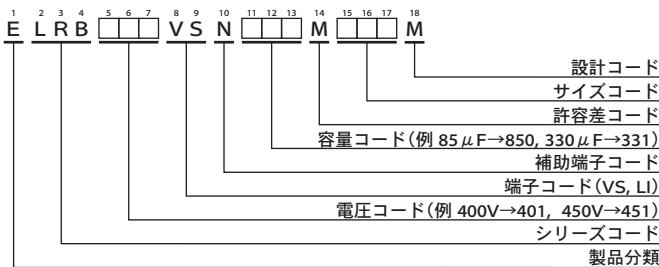 1 2 3 4 5 6 7 8 9 10 11 12 13 14 15 16 17 18
E L R B □□□ V S N □□□ M □□□ M
設計コード
サイズコード
許容差コード
容量コード(例 85μF→850, 330μF→331)
補助端子コード
端子コード(VS, LI)
電圧コード(例 400V→401, 450V→451)
シリーズコード
製品分類